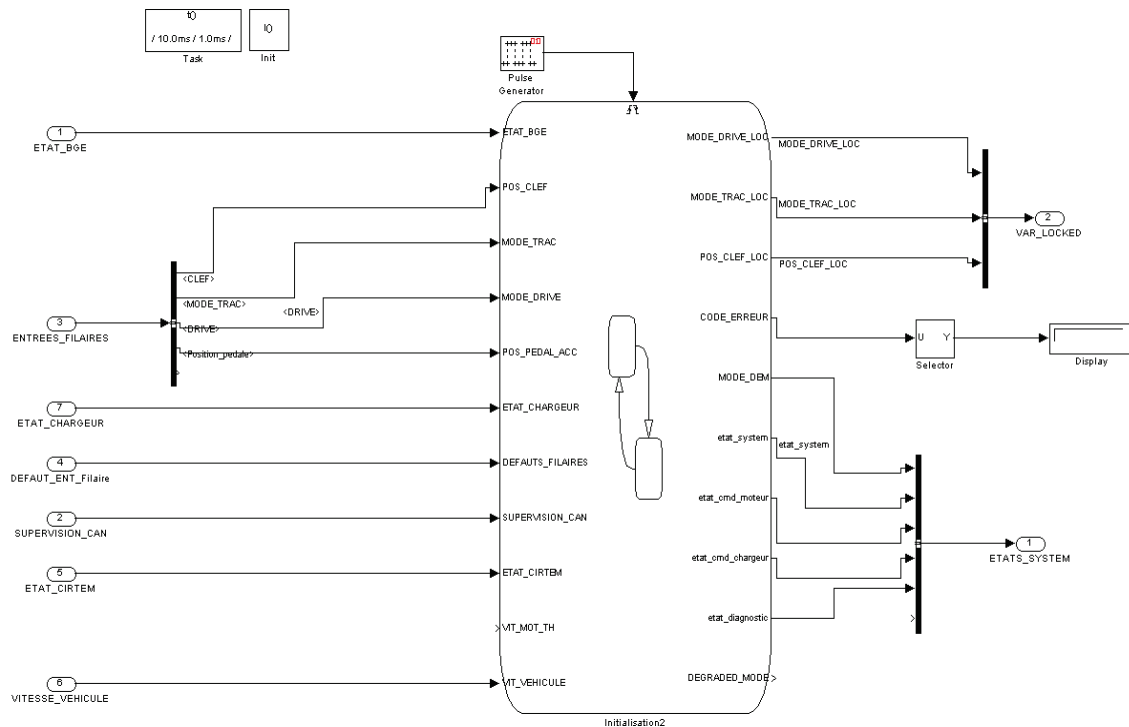 t()
/ 10.0ms / 1.0ms /
Task
I()
Init
Pulse
Generator
1
ETAT_BGE
ETAT_BGE
MODE_DRIVE_LOC
MODE_DRIVE_LOC
POS_CLEF
MODE_TRAC_LOC
MODE_TRAC_LOC
2
VAR_LOCKED
MODE_TRAC
POS_CLEF_LOC
POS_CLEF_LOC
<CLEF>
<MODE_TRAC>
<DRIVE>
MODE_DRIVE
3
ENTREES_FILAIRES
<DRIVE>
CODE_ERREUR
U Y
Selector
Display
<Position_pedale>
POS_PEDAL_ACC
MODE_DEM
7
ETAT_CHARGEUR
ETAT_CHARGEUR
etat_system
etat_system
4
DEFAUT_ENT_Filaire
DEFAUTS_FILAIRES
etat_cmd_moteur
2
SUPERVISION_CAN
SUPERVISION_CAN
etat_cmd_chargeur
1
ETATS_SYSTEM
5
ETAT_CIRTEM
ETAT_CIRTEM
etat_diagnostic
VIT_MOT_TH
6
VITESSE_VEHICULE
VIT_VEHICULE
DEGRADED_MODE
Initialisation2